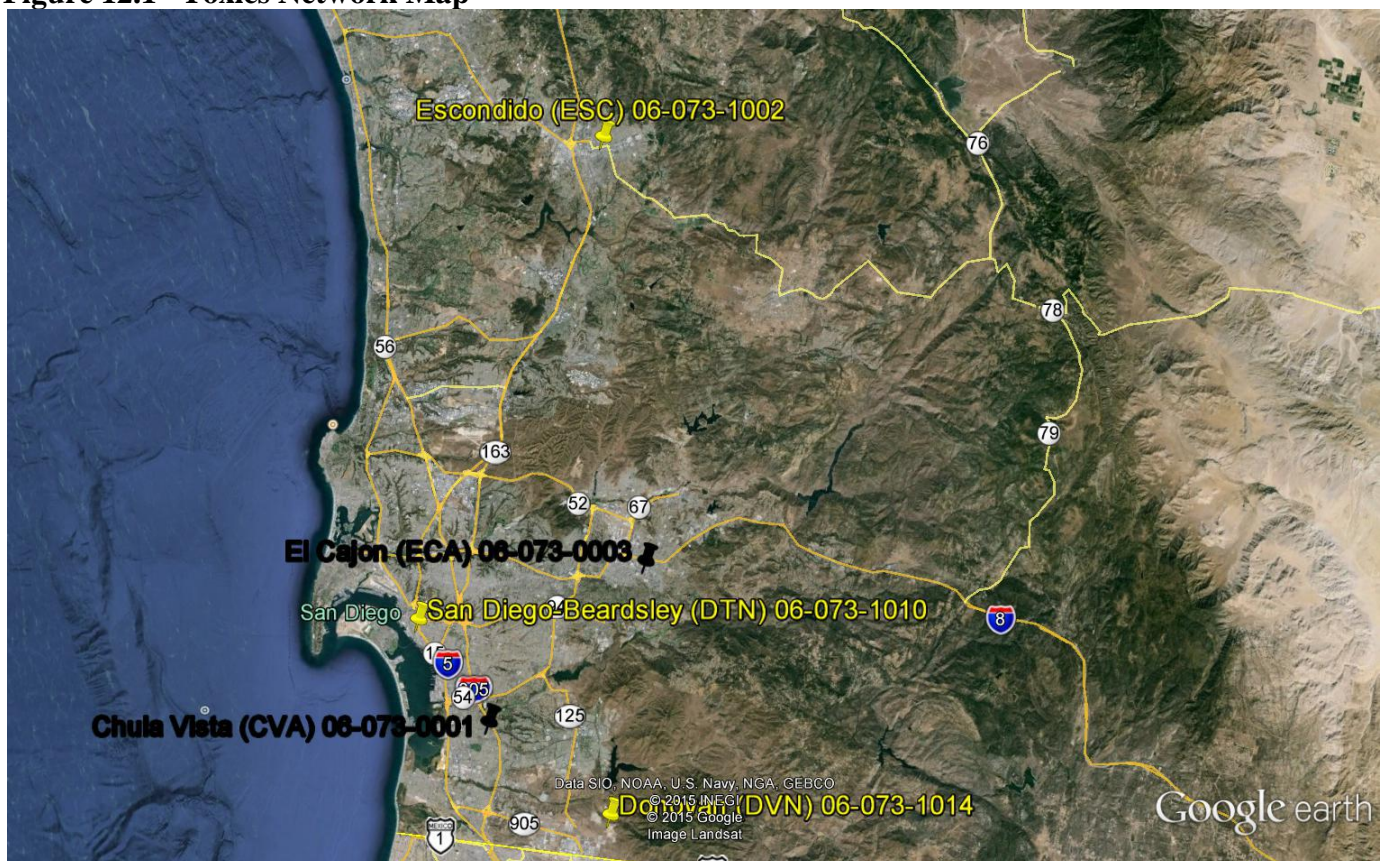 Figure 12.1 Toxics Network Map
Escondido (ESC) 06-073-1002
76
78
56
79
163
52
67
El Cajon (ECA) 06-073-0003
San Diego
San Diego-Beardsley (DTN) 06-073-1010
8
15
5
805
54
Chula Vista (CVA) 06-073-0001
125
Data SIO, NOAA, U.S. Navy, NGA, GEBCO
© 2015 INEGI
Donovan (DVN) 06-073-1014
© 2015 Google
Image Landsat
Google earth
905
MEXICO
1